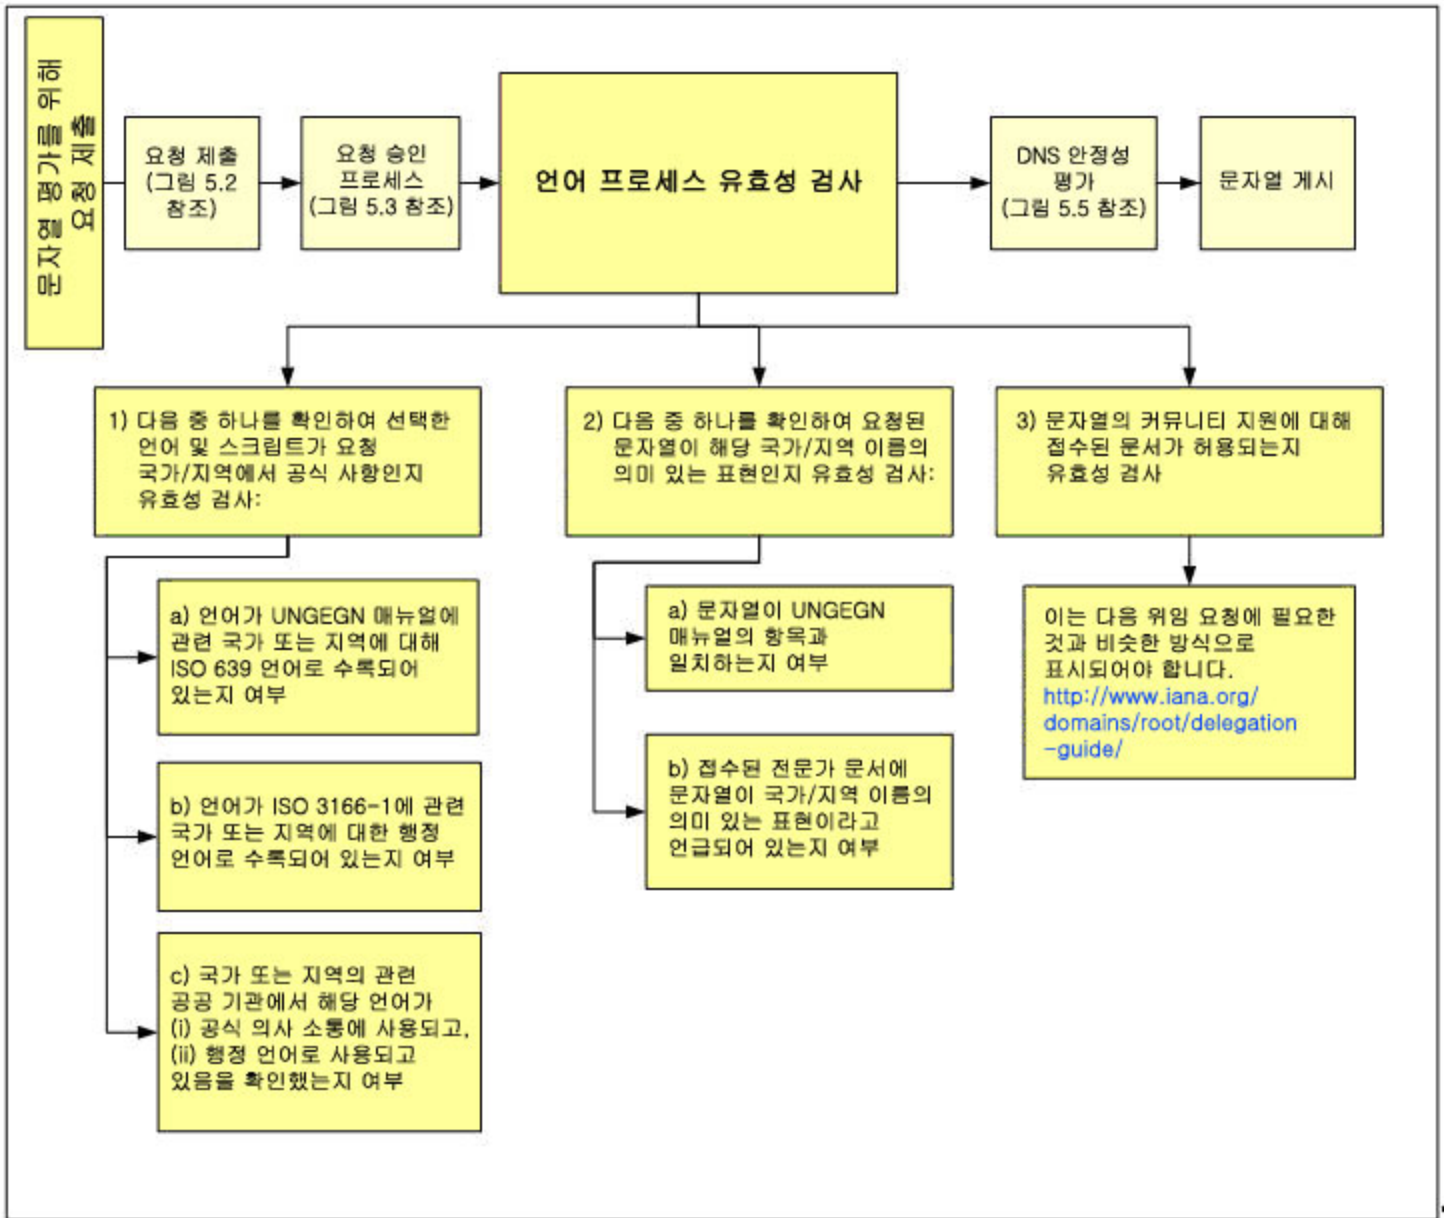 문자열 평가를 위해
요청 제출
요청 제출
(그림 5.2
참조)
요청 승인
프로세스
(그림 5.3 참조)
언어 프로세스 유효성 검사
DNS 안정성
평가
(그림 5.5 참조)
문자열 게시
1) 다음 중 하나를 확인하여 선택한
언어 및 스크립트가 요청
국가/지역에서 공식 사항인지
유효성 검사:
a) 언어가 UNGEGN 매뉴얼에
관련 국가 또는 지역에 대해
ISO 639 언어로 수록되어
있는지 여부
b) 언어가 ISO 3166-1에 관련
국가 또는 지역에 대한 행정
언어로 수록되어 있는지 여부
c) 국가 또는 지역의 관련
공공 기관에서 해당 언어가
(i) 공식 의사 소통에 사용되고,
(ii) 행정 언어로 사용되고
있음을 확인했는지 여부
2) 다음 중 하나를 확인하여 요청된
문자열이 해당 국가/지역 이름의
의미 있는 표현인지 유효성 검사:
a) 문자열이 UNGEGN
매뉴얼의 항목과
일치하는지 여부
b) 접수된 전문가 문서에
문자열이 국가/지역 이름의
의미 있는 표현이라고
언급되어 있는지 여부
3) 문자열의 커뮤니티 지원에 대해
접수된 문서가 허용되는지
유효성 검사
이는 다음 위임 요청에 필요한
것과 비슷한 방식으로
표시되어야 합니다.
http://www.iana.org/
domains/root/delegation
-guide/